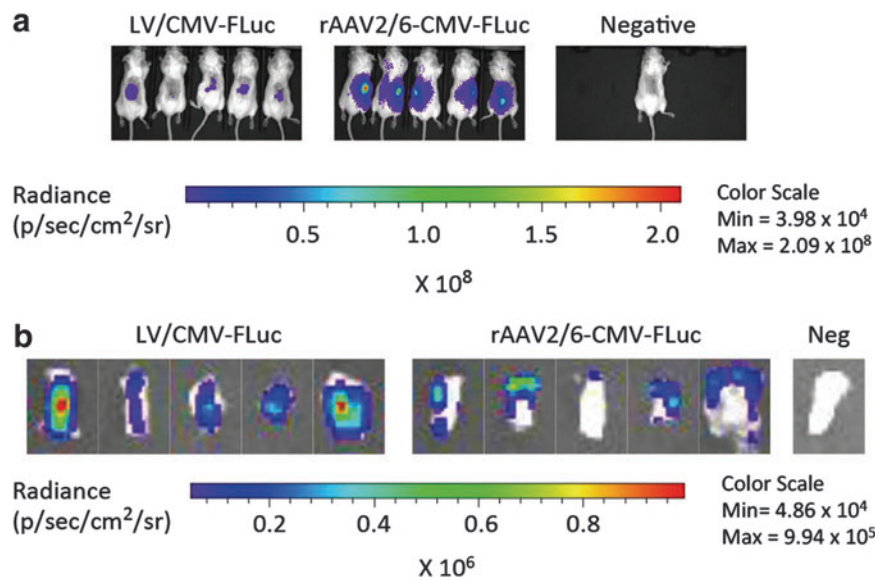 a
LV/CMV-FLuc rAAV2/6-CMV-FLuc Negative
Radiance
(p/sec/cm²/sr)
0.5 1.0 1.5 2.0
X 10⁸
Color Scale
Min = 3.98 x 10⁴
Max = 2.09 x 10⁸
b
LV/CMV-FLuc rAAV2/6-CMV-FLuc Neg
Radiance
(p/sec/cm²/sr)
0.2 0.4 0.6 0.8
X 10⁶
Color Scale
Min= 4.86 x 10⁴
Max = 9.94 x 10⁵